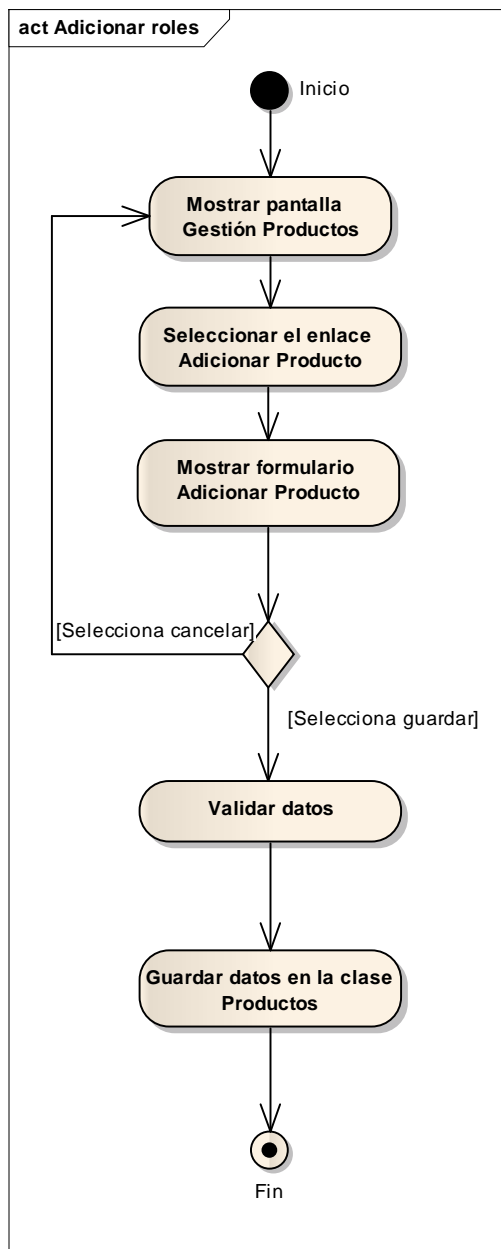 act Adicionar roles
Inicio
Mostrar pantalla
Gestión Productos
Seleccionar el enlace
Adicionar Producto
Mostrar formulario
Adicionar Producto
[Selecciona cancelar]
[Selecciona guardar]
Validar datos
Guardar datos en la clase
Productos
Fin